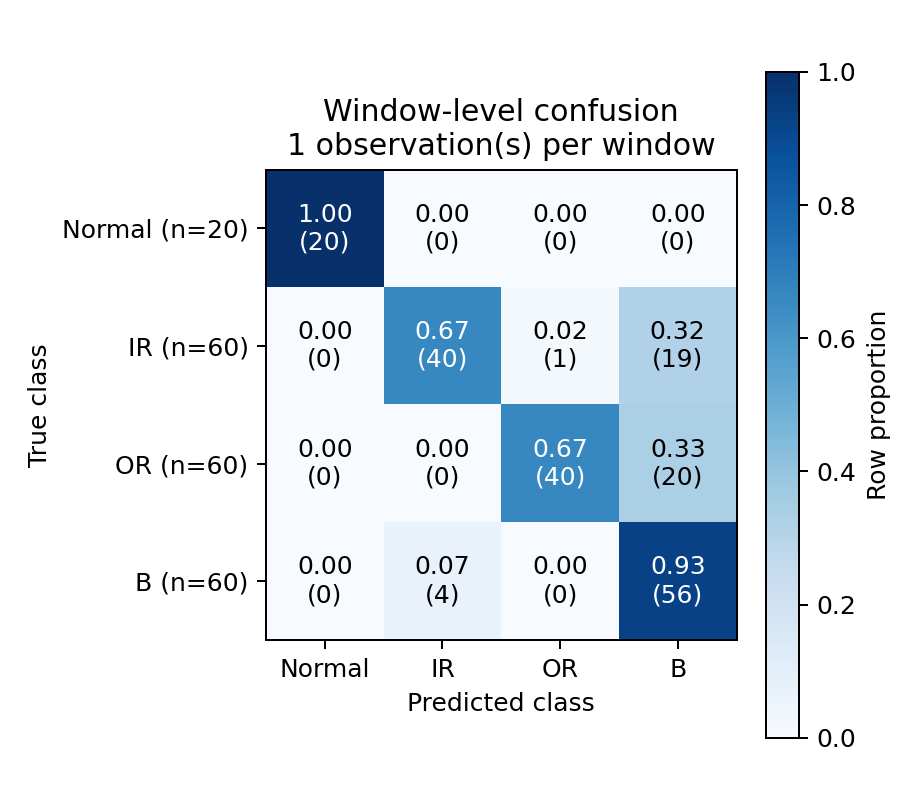 Window-level confusion
1 observation(s) per window
True class
Normal (n=20)
1.00 0.00 0.00 0.00
(20) (0) (0) (0)
IR (n=60)
0.00 0.67 0.02 0.32
(0) (40) (1) (19)
OR (n=60)
0.00 0.00 0.67 0.33
(0) (0) (40) (20)
B (n=60)
0.00 0.07 0.00 0.93
(0) (4) (0) (56)
Normal IR OR B
Predicted class
1.0
0.8
0.6
0.4
0.2
0.0
Row proportion